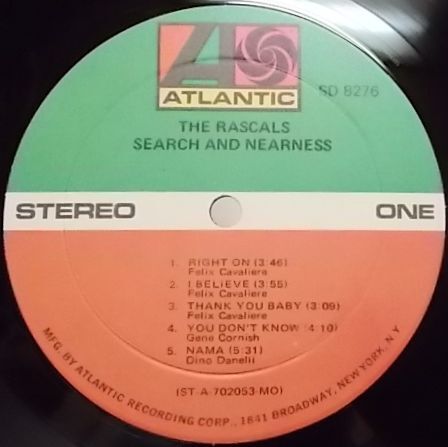 ATLANTIC
SD 8276
THE RASCALS
SEARCH AND NEARNESS
STEREO ONE
1. RIGHT ON (3:46)
Felix Cavaliere
2. I BELIEVE (3:55)
Felix Cavaliere
3. THANK YOU BABY (3:09)
Felix Cavaliere
4. YOU DON'T KNOW (4:10)
Gene Cornish
5. NAMA (5:31)
Dino Danelli
(ST-A-702053-MO)
MFG. BY ATLANTIC RECORDING CORP., 1841 BROADWAY, NEW YORK, N.Y.